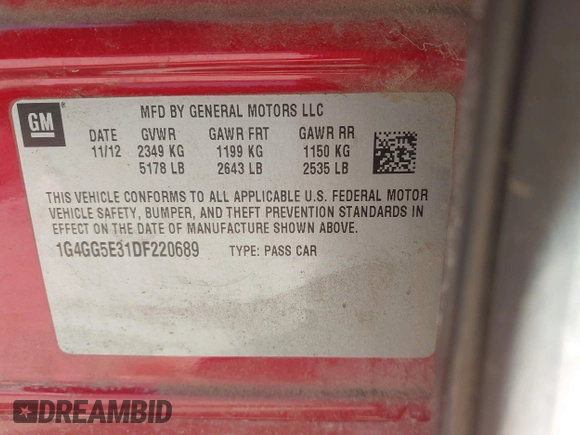 GM
MFD BY GENERAL MOTORS LLC
DATE GVWR GAWR FRT GAWR RR
11/12 2349 KG 1199 KG 1150 KG
5178 LB 2643 LB 2535 LB
THIS VEHICLE CONFORMS TO ALL APPLICABLE U.S. FEDERAL MOTOR
VEHICLE SAFETY, BUMPER, AND THEFT PREVENTION STANDARDS IN
EFFECT ON THE DATE OF MANUFACTURE SHOWN ABOVE.
1G4GG5E31DF220689 TYPE: PASS CAR
DREAMBID